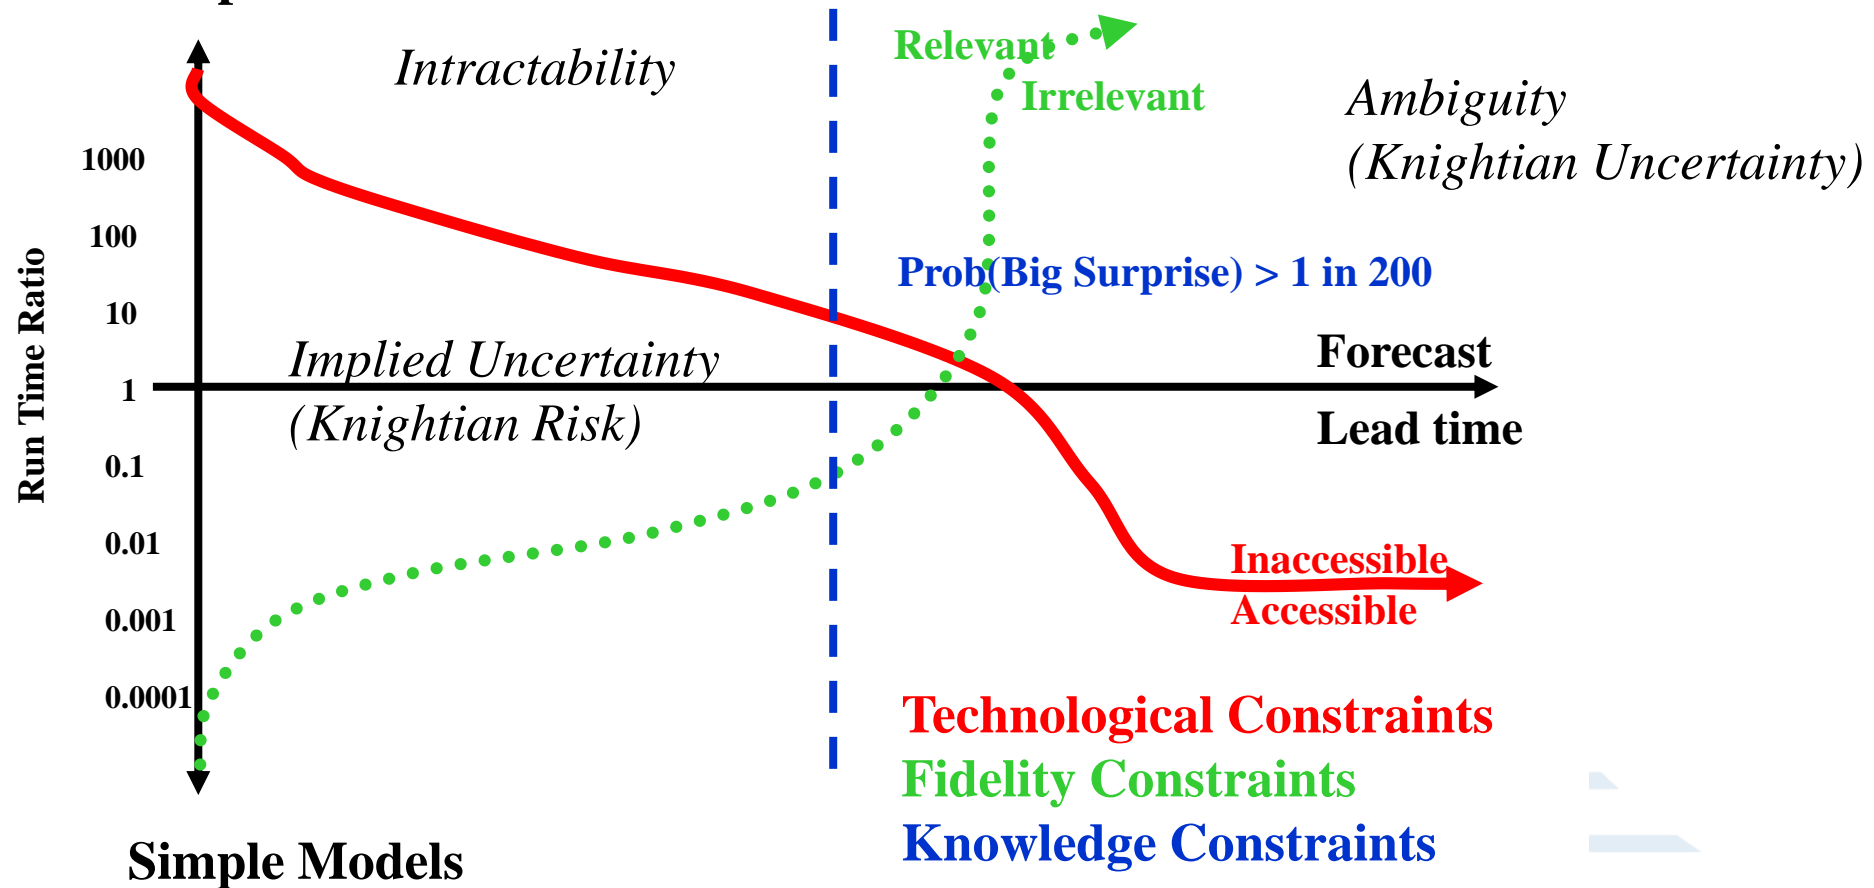 Intractability
Relevant
Irrelevant
Ambiguity
(Knightian Uncertainty)
1000
100
10
1
0.1
0.01
0.001
0.0001
Run Time Ratio
Prob(Big Surprise) > 1 in 200
Implied Uncertainty
(Knightian Risk)
Forecast
Lead time
Inaccessible
Accessible
Technological Constraints
Fidelity Constraints
Knowledge Constraints
Simple Models